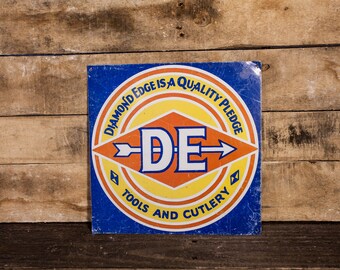 DIAMOND EDGE IS A QUALITY PLEDGE
D·E
TOOLS AND CUTLERY